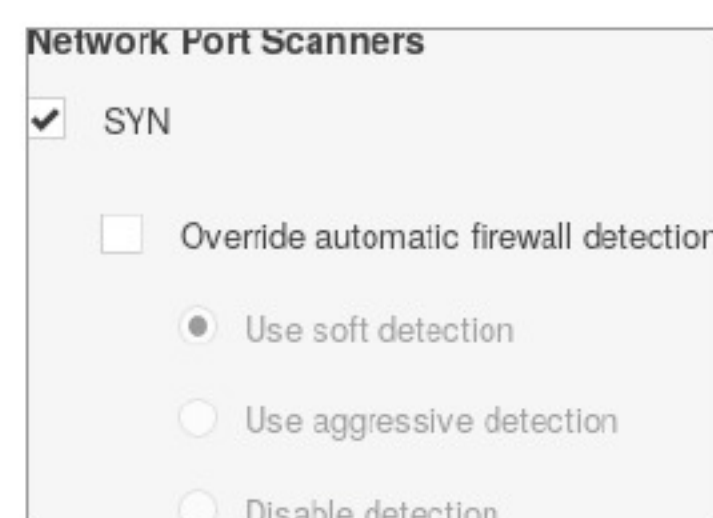 Network Port Scanners
SYN
Override automatic firewall detection
Use soft detection
Use aggressive detection
Disable detection